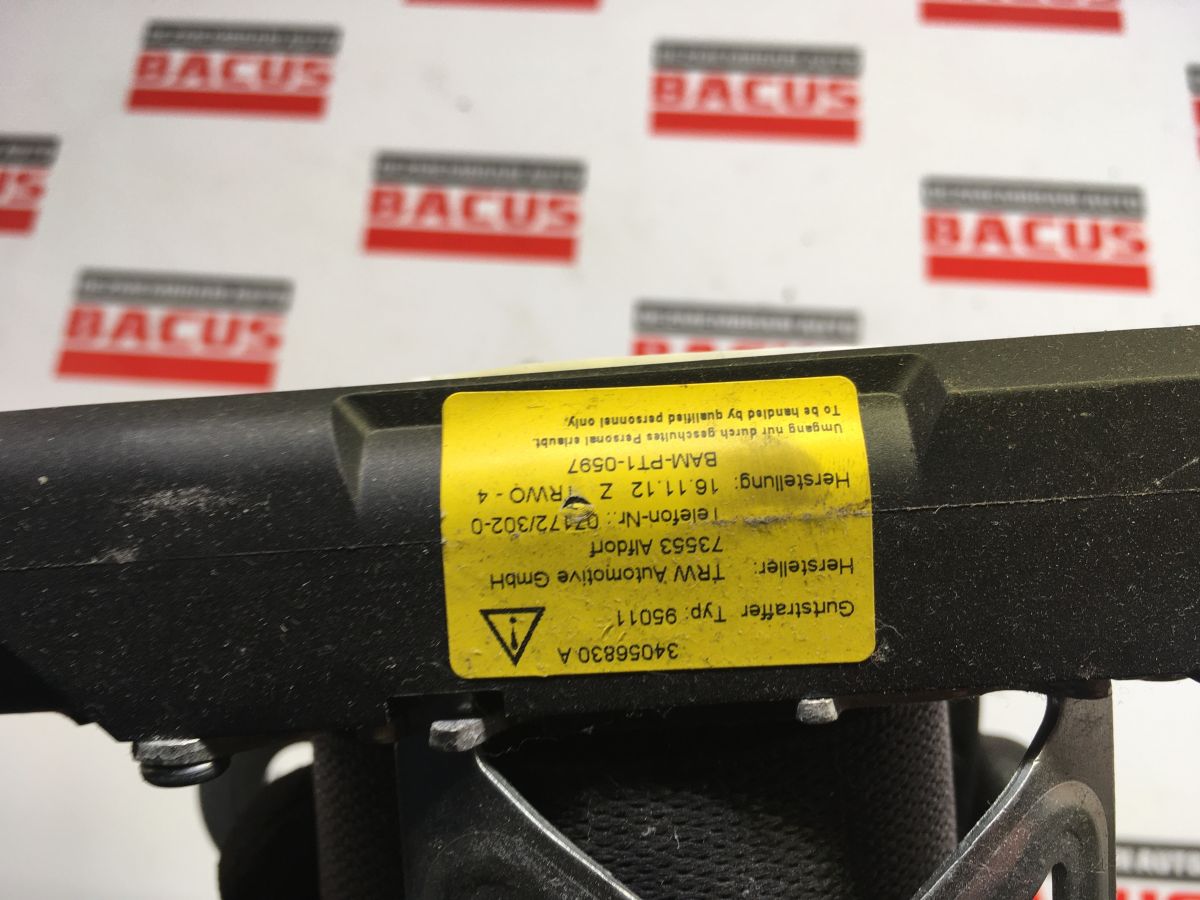 BACUS
BACUS
BACUS
BACUS
BACUS
BACUS
34056830 A
Gurtstraffer Typ: 95011
Hersteller: TRW Automotive GmbH
73553 Alfdorf
Telefon-Nr.: 07172/302-0
Herstellung: 16.11.12 Z TRWO - 4
BAM-PT1-0597
Umgang nur durch geschultes Personal erlaubt.
To be handled by qualified personnel only.